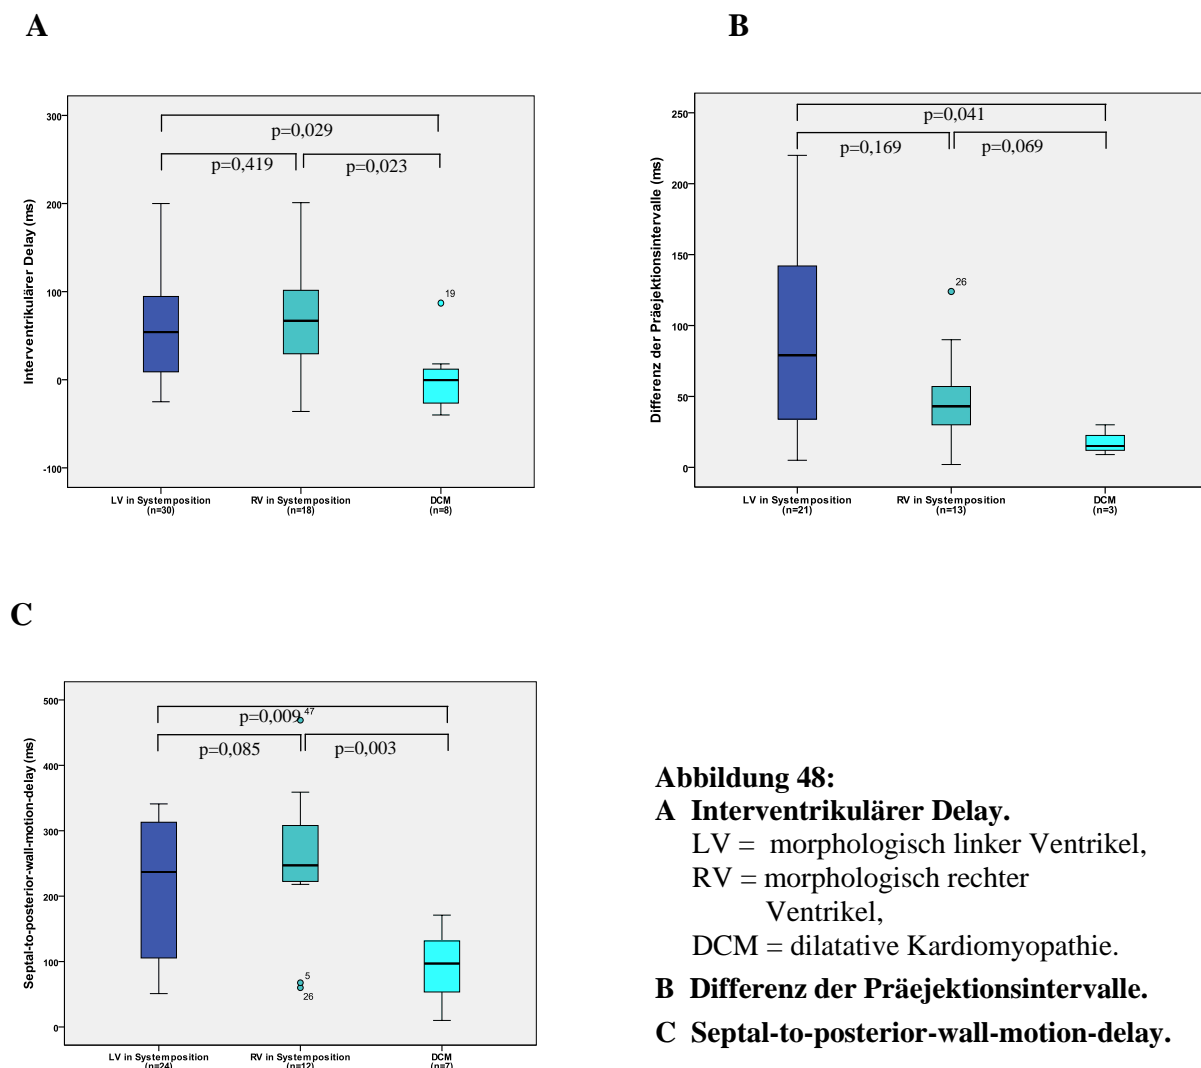 A
300
200
100
0
-100
Interventrikulärer Delay (ms)
p=0,029
p=0,419
p=0,023
19
LV in Systemposition
(n=30)
RV in Systemposition
(n=18)
DCM
(n=8)
B
250
200
150
100
50
0
Differenz der Präejektionsintervalle (ms)
p=0,041
p=0,169
p=0,069
26
LV in Systemposition
(n=21)
RV in Systemposition
(n=13)
DCM
(n=3)
C
500
400
300
200
100
0
Septal-to-posterior-wall-motion-delay (ms)
p=0,009
47
p=0,085
p=0,003
5
26
LV in Systemposition
(n=24)
RV in Systemposition
(n=12)
DCM
(n=7)
Abbildung 48:
A Interventrikulärer Delay.
LV = morphologisch linker Ventrikel,
RV = morphologisch rechter
Ventrikel,
DCM = dilatative Kardiomyopathie.
B Differenz der Präejektionsintervalle.
C Septal-to-posterior-wall-motion-delay.